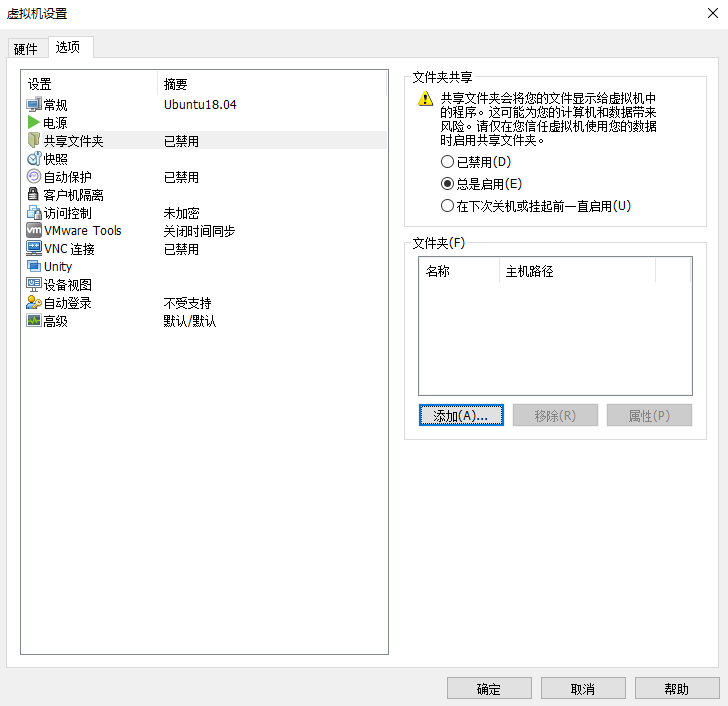 虚拟机设置
硬件 选项
设置 摘要
常规 Ubuntu18.04
电源
共享文件夹 已禁用
快照
自动保护 已禁用
客户机隔离
访问控制 未加密
vm VMware Tools 关闭时间同步
VNC 连接 已禁用
Unity
设备视图
自动登录 不受支持
高级 默认/默认
文件夹共享
共享文件夹会将您的文件显示给虚拟机中
的程序。这可能为您的计算机和数据带来
风险。请仅在您信任虚拟机使用您的数据
时启用共享文件夹。
已禁用(D)
总是启用(E)
在下次关机或挂起前一直启用(U)
文件夹(F)
名称 主机路径
添加(A)... 移除(R) 属性(P)
确定 取消 帮助